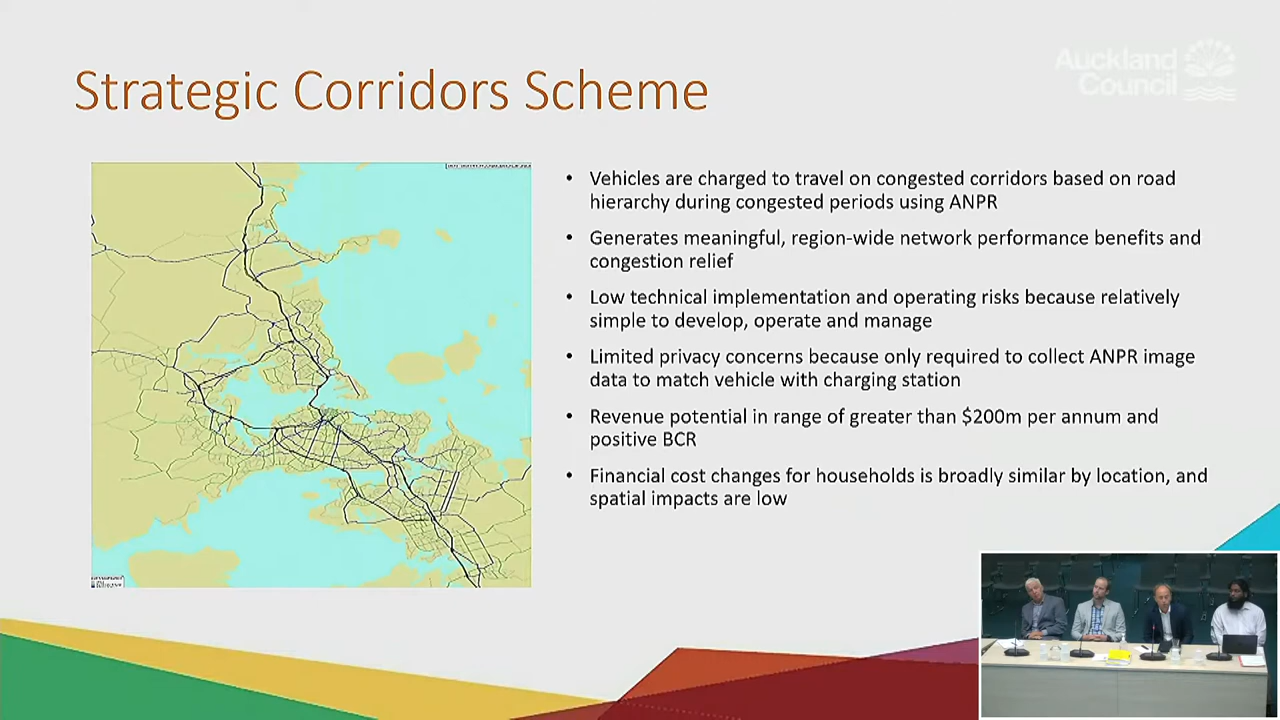 Auckland
Council
Strategic Corridors Scheme
• Vehicles are charged to travel on congested corridors based on road
hierarchy during congested periods using ANPR
• Generates meaningful, region-wide network performance benefits and
congestion relief
• Low technical implementation and operating risks because relatively
simple to develop, operate and manage
• Limited privacy concerns because only required to collect ANPR image
data to match vehicle with charging station
• Revenue potential in range of greater than $200m per annum and
positive BCR
• Financial cost changes for households is broadly similar by location, and
spatial impacts are low